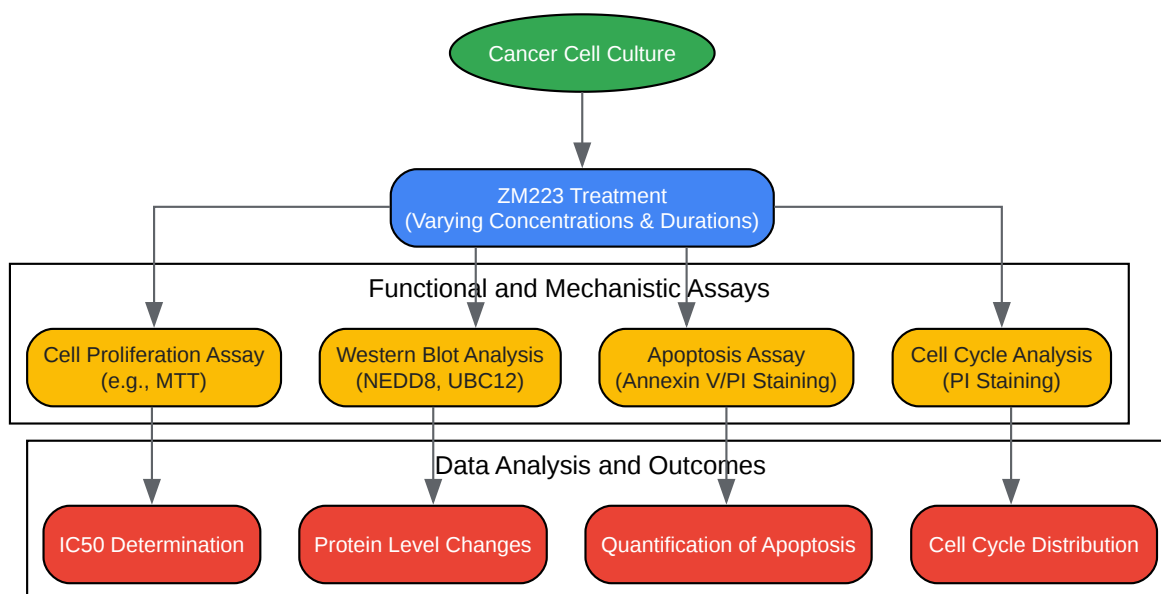 Cancer Cell Culture
ZM223 Treatment
(Varying Concentrations & Durations)
Functional and Mechanistic Assays
Cell Proliferation Assay
(e.g., MTT)
Western Blot Analysis
(NEDD8, UBC12)
Apoptosis Assay
(Annexin V/PI Staining)
Cell Cycle Analysis
(PI Staining)
Data Analysis and Outcomes
IC50 Determination
Protein Level Changes
Quantification of Apoptosis
Cell Cycle Distribution